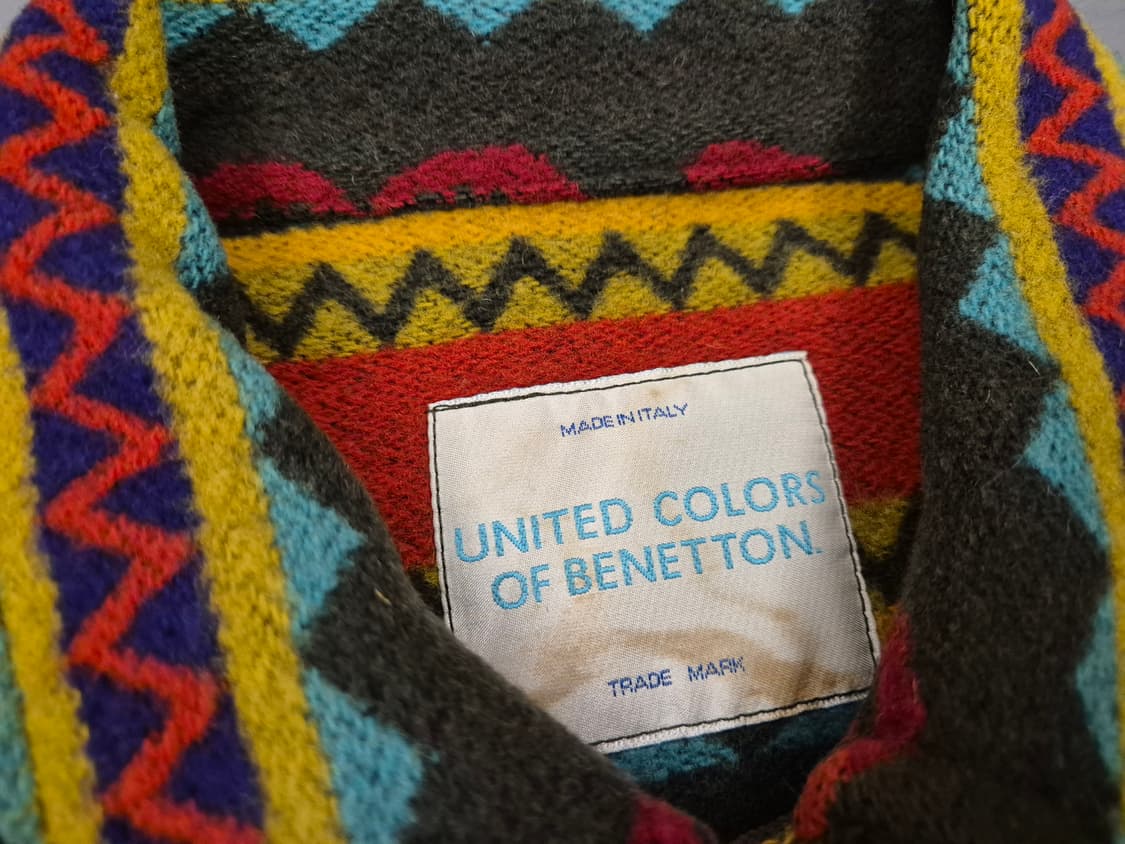 MADE IN ITALY
UNITED COLORS
OF BENETTON.
TRADE MARK